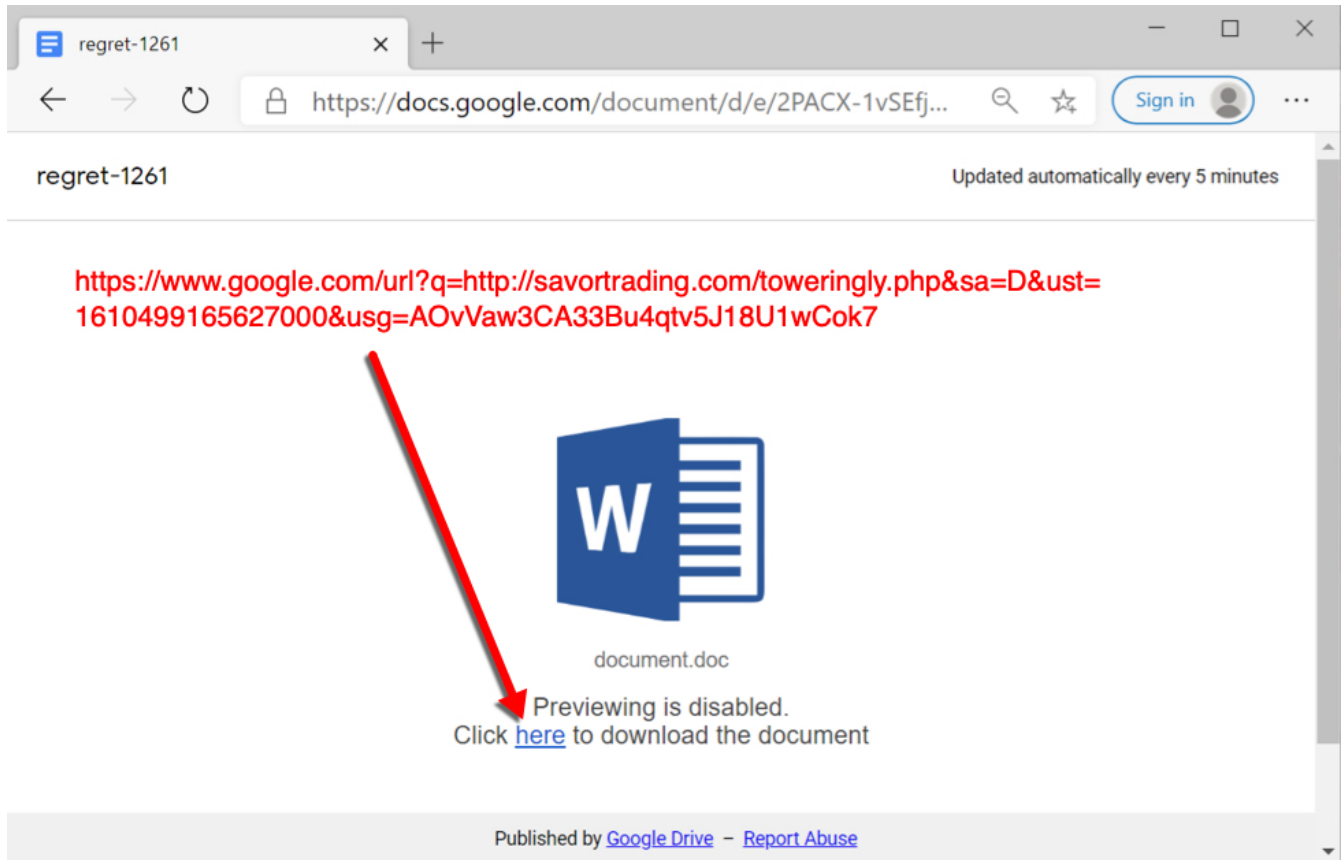 regret-1261
https://docs.google.com/document/d/e/2PACX-1vSEfj...
Sign in
regret-1261
Updated automatically every 5 minutes
https://www.google.com/url?q=http://savortrading.com/toweringly.php&sa=D&ust=
1610499165627000&usg=AOvVaw3CA33Bu4qtv5J18U1wCok7
W
document.doc
Previewing is disabled.
Click here to download the document
Published by Google Drive – Report Abuse